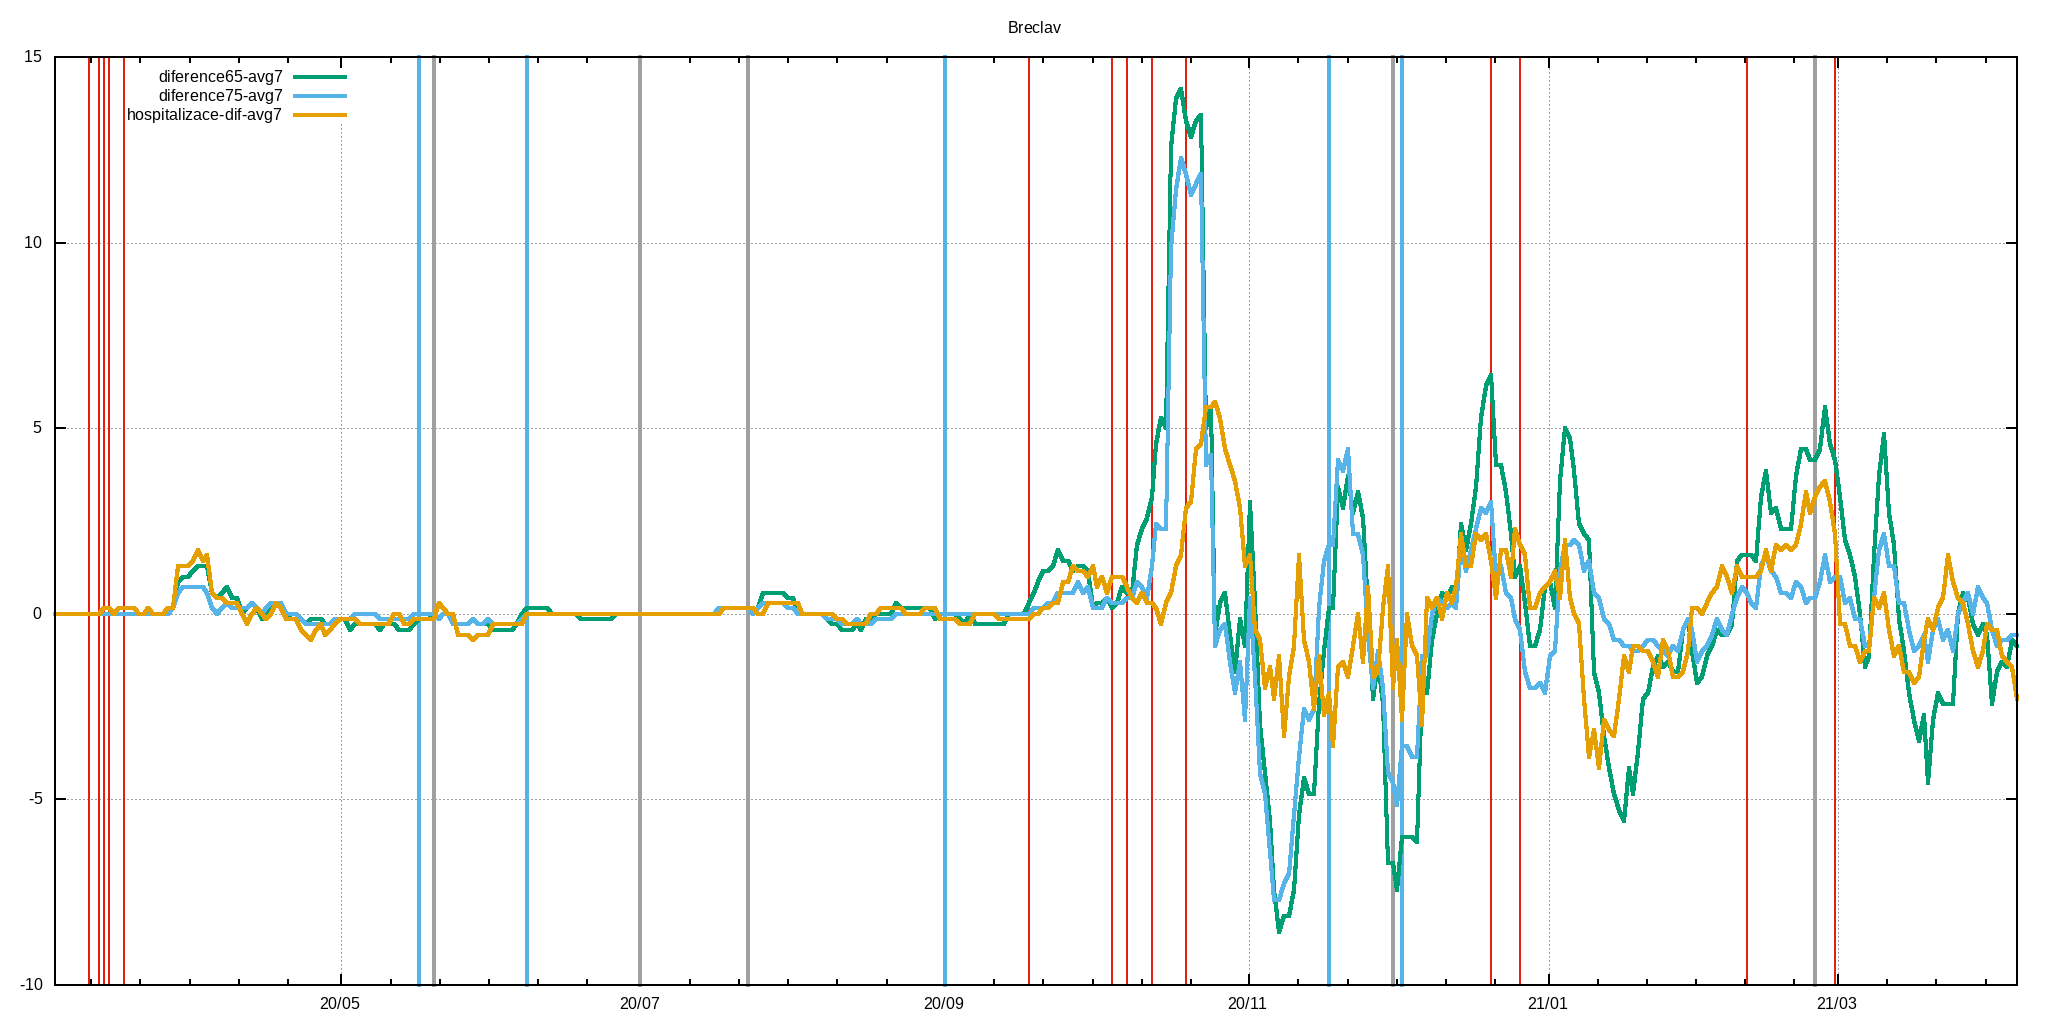 Breclav
15
diference65-avg7
diference75-avg7
hospitalizace-dif-avg7
10
5
0
-5
-10
20/05 20/07 20/09 20/11 21/01 21/03